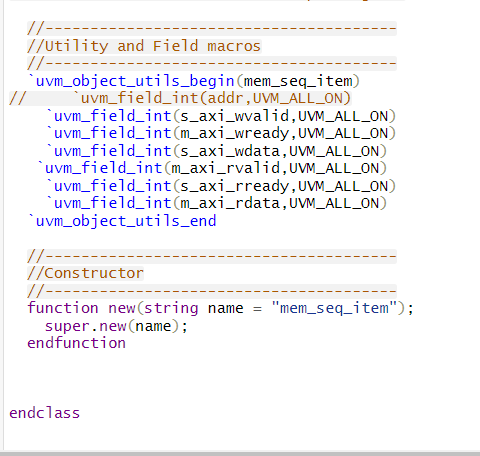 //---------------------------------------
//Utility and Field macros
//---------------------------------------
`uvm_object_utils_begin(mem_seq_item)
//     `uvm_field_int(addr,UVM_ALL_ON)
`uvm_field_int(s_axi_wvalid,UVM_ALL_ON)
`uvm_field_int(m_axi_wready,UVM_ALL_ON)
`uvm_field_int(s_axi_wdata,UVM_ALL_ON)
`uvm_field_int(m_axi_rvalid,UVM_ALL_ON)
`uvm_field_int(s_axi_rready,UVM_ALL_ON)
`uvm_field_int(m_axi_rdata,UVM_ALL_ON)
`uvm_object_utils_end
//---------------------------------------
//Constructor
//---------------------------------------
function new(string name = "mem_seq_item");
super.new(name);
endfunction
endclass